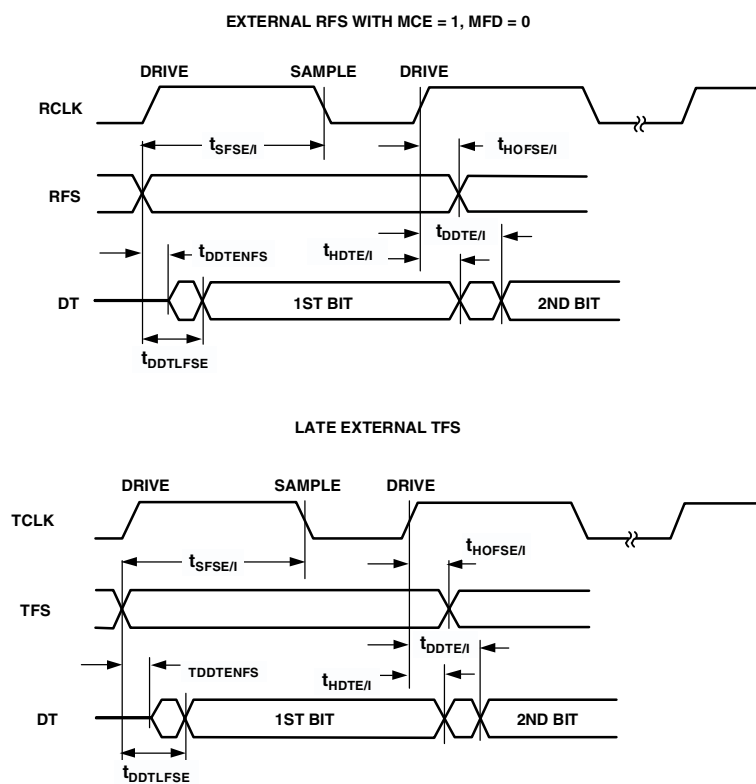 EXTERNAL RFS WITH MCE = 1, MFD = 0
DRIVE SAMPLE DRIVE
RCLK
tSFSE/I tHOFSE/I
RFS
tDDTENFS tHDTE/I tDDTE/I
DT 1ST BIT 2ND BIT
tDDTLFSE
LATE EXTERNAL TFS
DRIVE SAMPLE DRIVE
TCLK
tSFSE/I tHOFSE/I
TFS
TDDTENFS tHDTE/I tDDTE/I
DT 1ST BIT 2ND BIT
tDDTLFSE